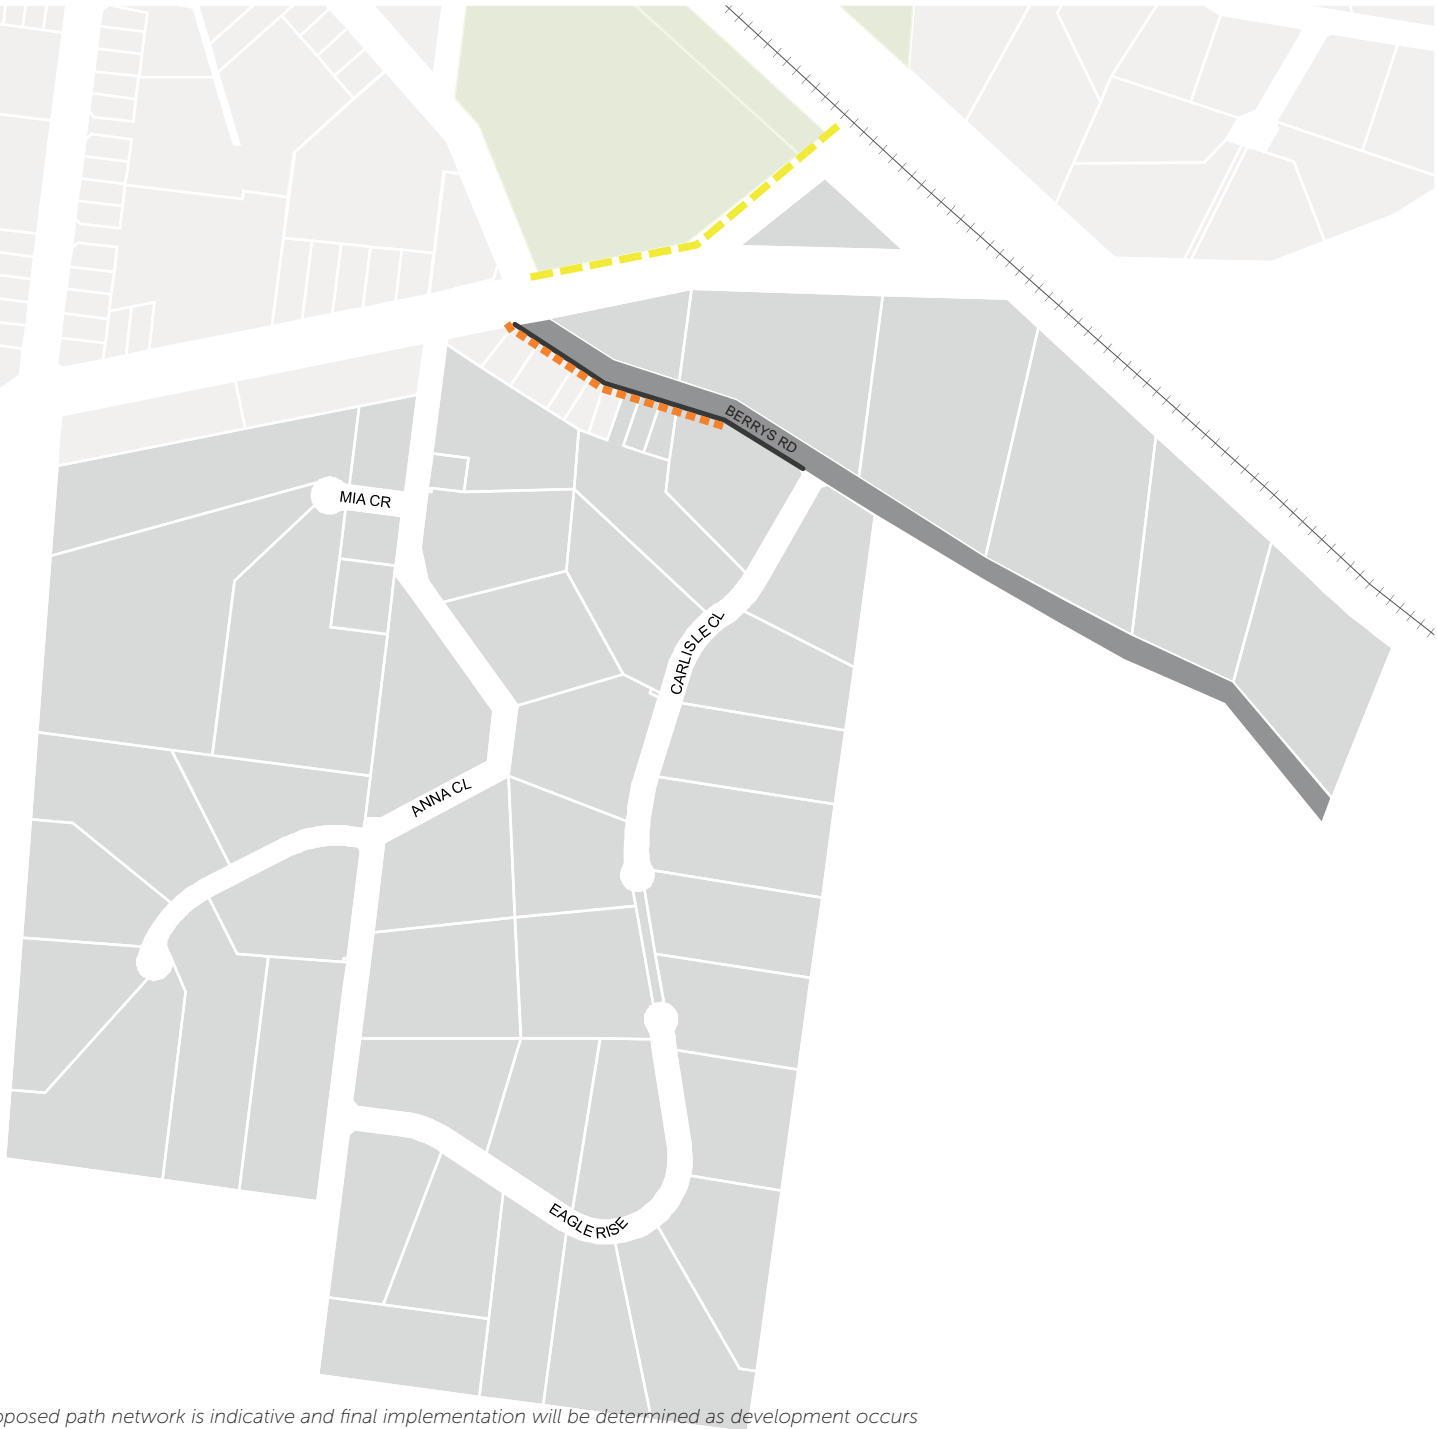 BERRYS RD
MIA CR
CARLISLE CL
ANNA CL
EAGLE RISE
path network is indicative and final implementation will be determined as development occurs